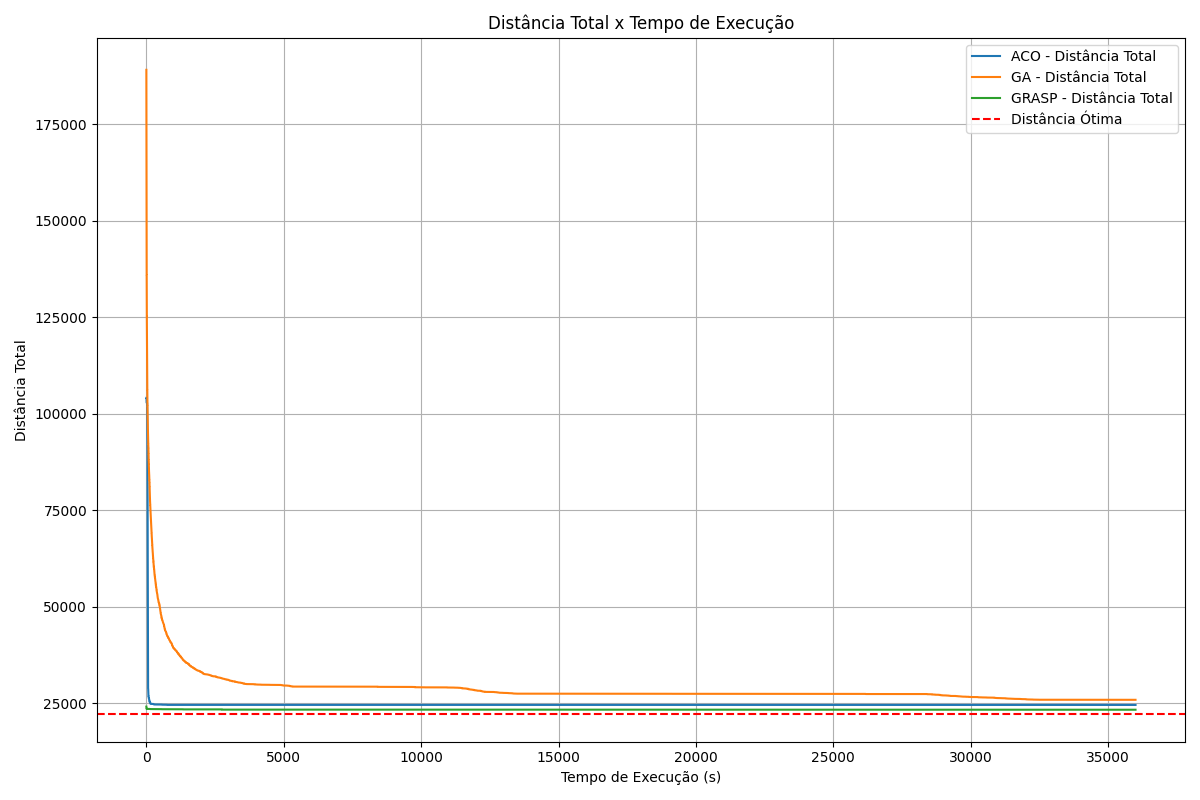 Distância Total x Tempo de Execução
ACO - Distância Total
GA - Distância Total
GRASP - Distância Total
Distância Ótima
Distância Total
175000
150000
125000
100000
75000
50000
25000
0 5000 10000 15000 20000 25000 30000 35000
Tempo de Execução (s)